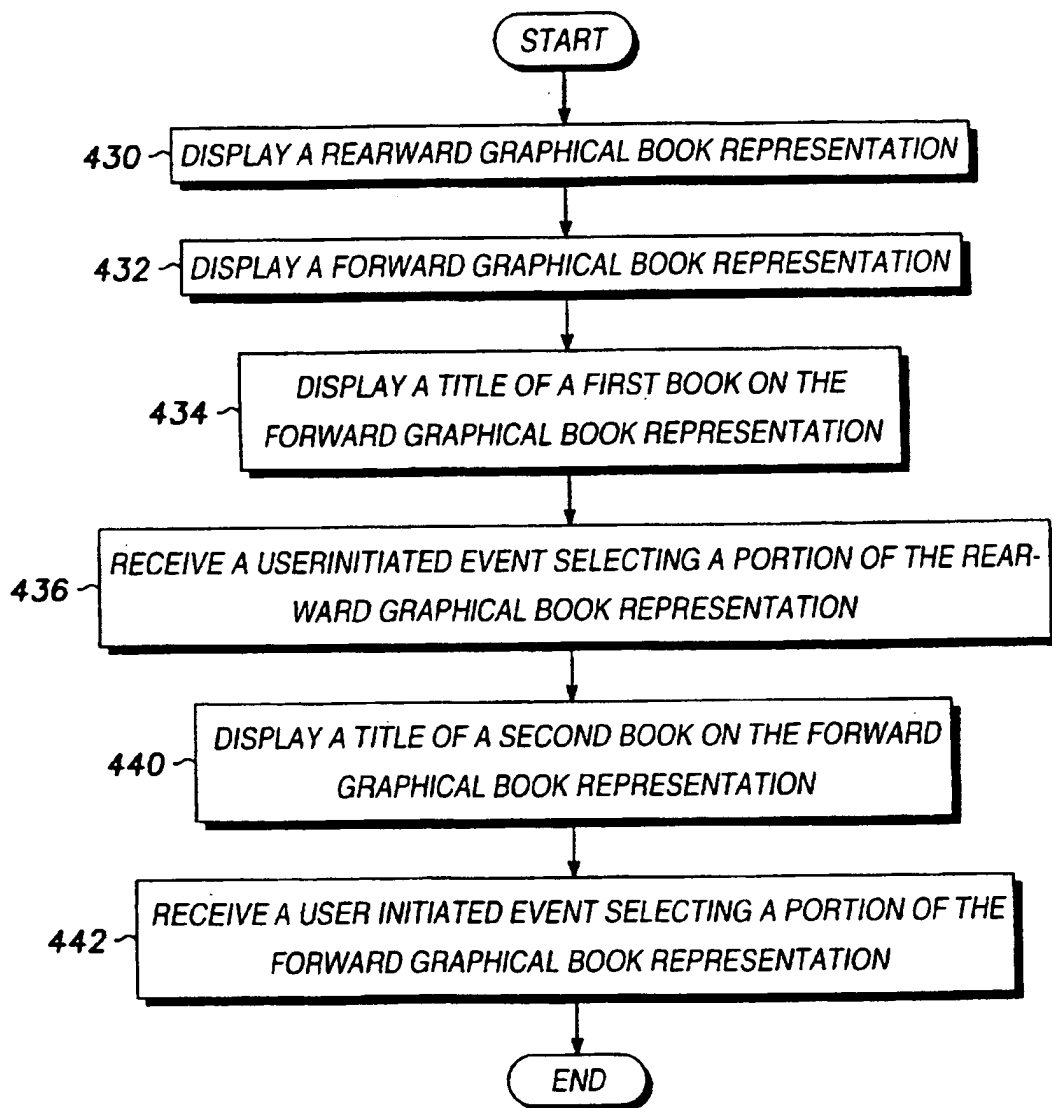 START
430 DISPLAY A REARWARD GRAPHICAL BOOK REPRESENTATION
432 DISPLAY A FORWARD GRAPHICAL BOOK REPRESENTATION
DISPLAY A TITLE OF A FIRST BOOK ON THE
434 FORWARD GRAPHICAL BOOK REPRESENTATION
RECEIVE A USERINITIATED EVENT SELECTING A PORTION OF THE REAR-
436 WARD GRAPHICAL BOOK REPRESENTATION
DISPLAY A TITLE OF A SECOND BOOK ON THE FORWARD
440 GRAPHICAL BOOK REPRESENTATION
RECEIVE A USER INITIATED EVENT SELECTING A PORTION OF THE
442 FORWARD GRAPHICAL BOOK REPRESENTATION
END